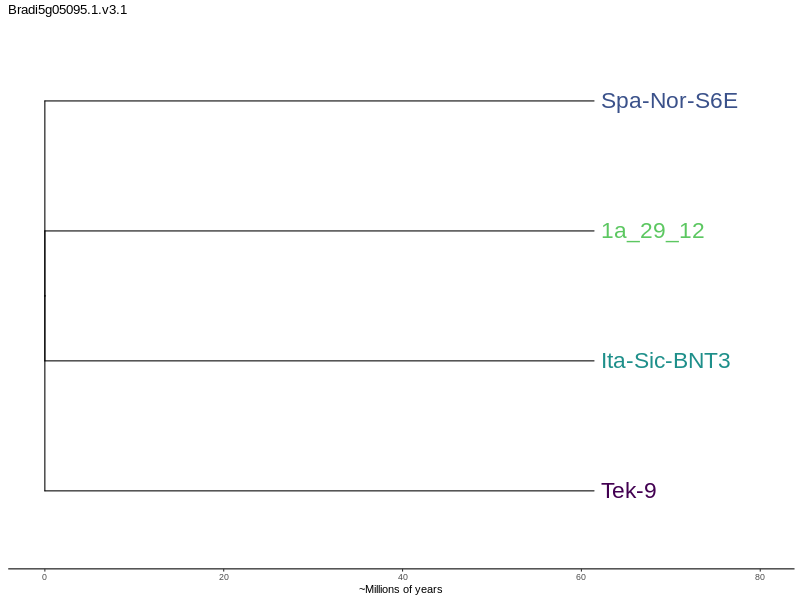 Bradi5g05095.1.v3.1
Spa-Nor-S6E
1a_29_12
Ita-Sic-BNT3
Tek-9
0 20 40 60 80
~Millions of years